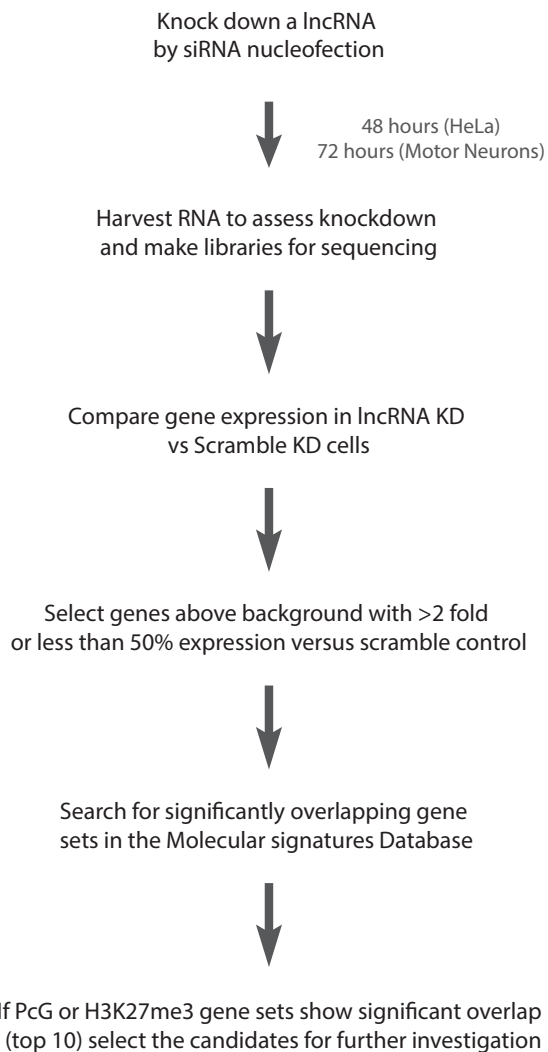 Knock down a lncRNA
by siRNA nucleofection
48 hours (HeLa)
72 hours (Motor Neurons)
Harvest RNA to assess knockdown
and make libraries for sequencing
Compare gene expression in lncRNA KD
vs Scramble KD cells
Select genes above background with >2 fold
or less than 50% expression versus scramble control
Search for significantly overlapping gene
sets in the Molecular signatures Database
If PcG or H3K27me3 gene sets show significant overlap
(top 10) select the candidates for further investigation